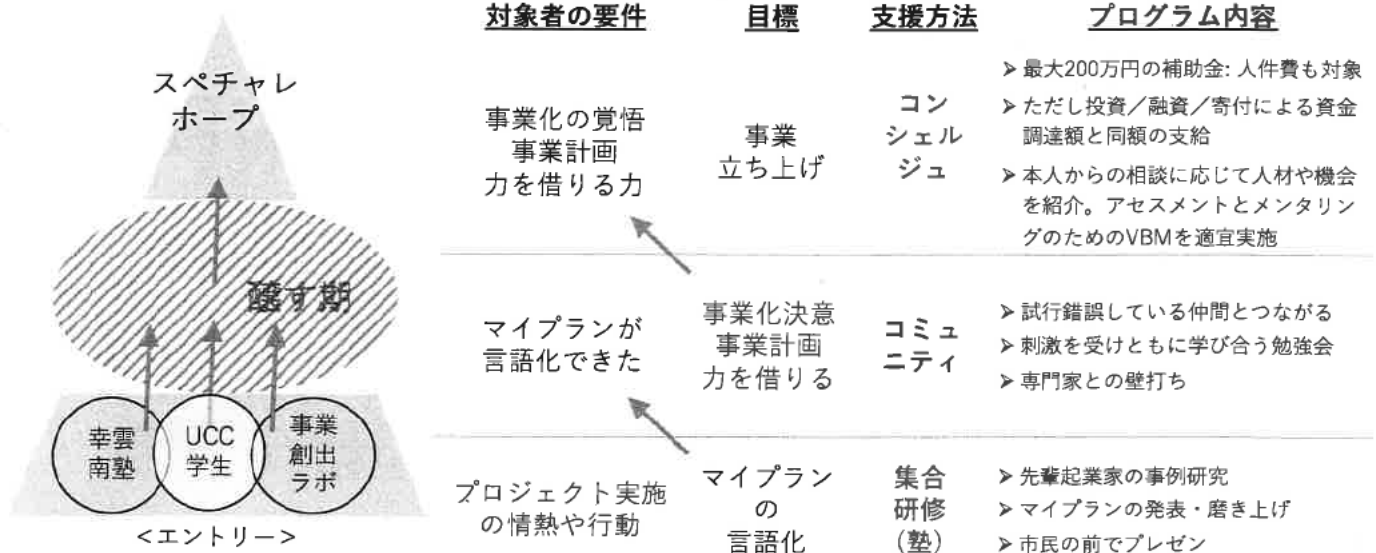 対象者の要件 目標 支援方法 プログラム内容
スペチャレ
ホープ
事業化の覚悟
事業計画
力を借りる力
事業
立ち上げ
コン
シェル
ジュ
➤ 最大200万円の補助金: 人件費も対象
➤ ただし投資／融資／寄付による資金
調達額と同額の支給
➤ 本人からの相談に応じて人材や機会
を紹介。アセスメントとメンタリン
グのためのVBMを適宜実施
醸す期
マイプランが
言語化できた
事業化決意
事業計画
力を借りる
コミュ
ニティ
➤ 試行錯誤している仲間とつながる
➤ 刺激を受けともに学び合う勉強会
➤ 専門家との壁打ち
幸雲
南塾
UCC
学生
事業
創出
ラボ
<エントリー>
プロジェクト実施
の情熱や行動
マイプラン
の
言語化
集合
研修
(塾)
➤ 先輩起業家の事例研究
➤ マイプランの発表・磨き上げ
➤ 市民の前でプレゼン